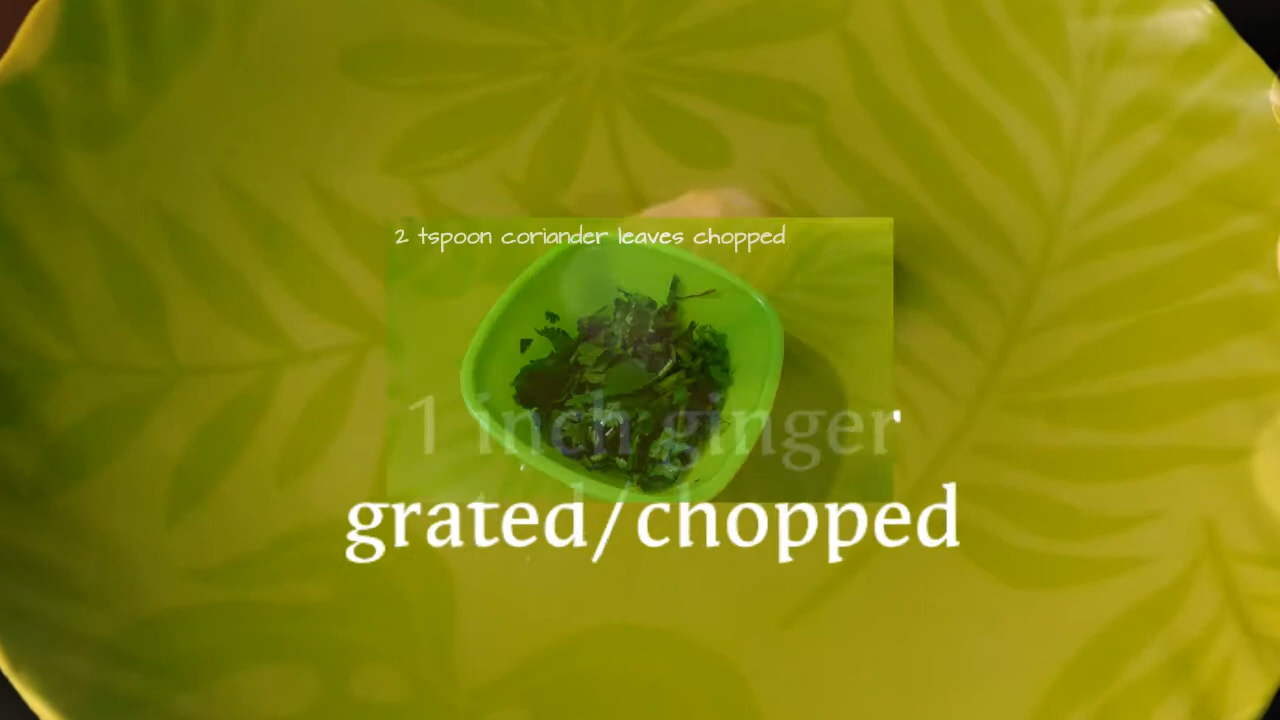 2 tspoon coriander leaves chopped
1 inch ginger
grated/chopped